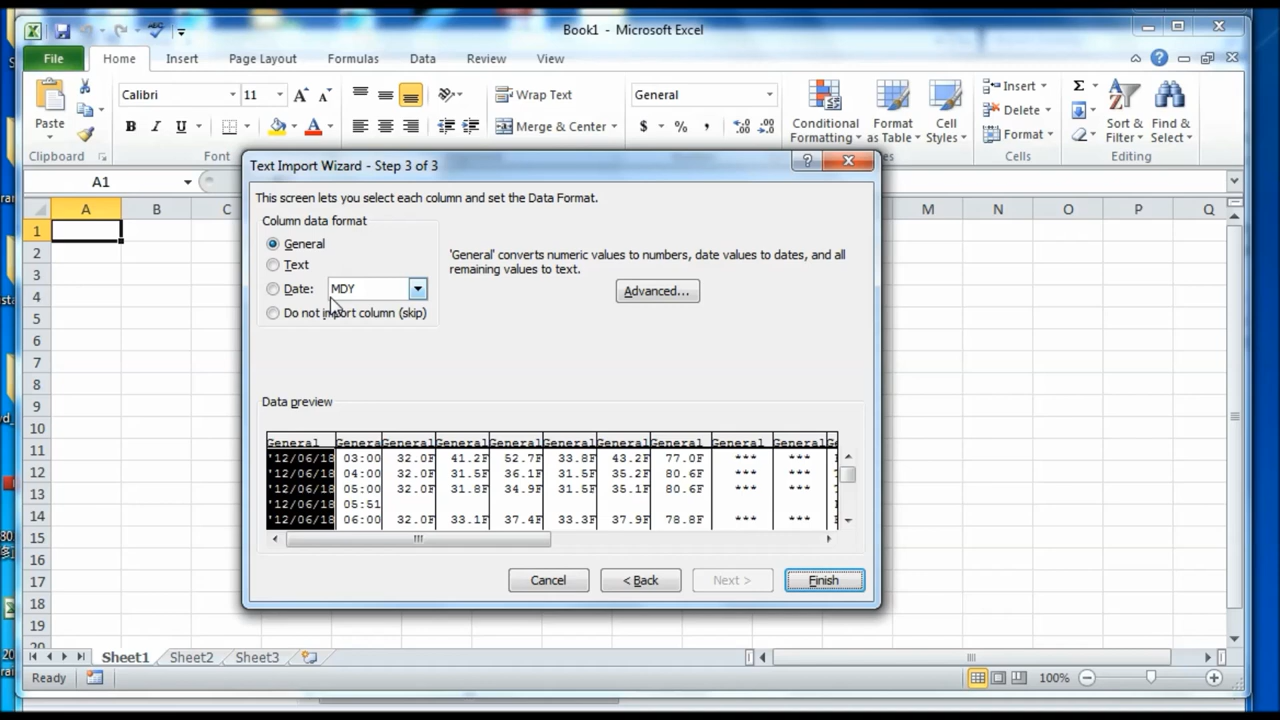 Book1 - Microsoft Excel
File Home Insert Page Layout Formulas Data Review View
Calibri 11 Wrap Text General Insert Σ
Paste B I U Merge & Center $ % , Conditional Formatting Format as Table Cell Styles Delete Format Sort & Filter Find & Select
Clipboard Font Cells Editing
A1
Text Import Wizard - Step 3 of 3
A B C M N O P Q
This screen lets you select each column and set the Data Format.
Column data format
General
Text
Date: MDY
Do not import column (skip)
'General' converts numeric values to numbers, date values to dates, and all
remaining values to text.
Advanced...
Data preview
General Genera General General General General General General General General Ge
'12/06/18 03:00 32.0F 41.2F 52.7F 33.8F 43.2F 77.0F *** ***
'12/06/18 04:00 32.0F 31.5F 36.1F 31.5F 35.2F 80.6F *** ***
'12/06/18 05:00 32.0F 31.8F 34.9F 31.5F 35.1F 80.6F *** ***
'12/06/18 05:51
'12/06/18 06:00 32.0F 33.1F 37.4F 33.3F 37.9F 78.8F *** ***
Cancel < Back Next > Finish
1
2
3
4
5
6
7
8
9
10
11
12
13
14
15
16
17
18
19
20
Sheet1 Sheet2 Sheet3
Ready 100%